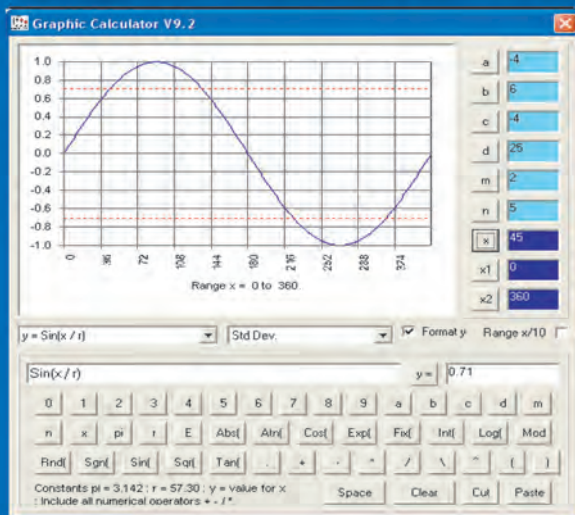 Graphic Calculator V9.2
1.0
0.8
0.6
0.4
0.2
0.0
-0.2
-0.4
-0.6
-0.8
-1.0
0
36
72
108
144
180
216
252
288
374
Range x = 0 to 360
a -4
b 6
c -4
d 25
m 2
n 5
x 45
x1 0
x2 360
y = Sin(x / r) Std Dev. Format y Range x/10
Sin(x/ r) y = 0.71
0 1 2 3 4 5 6 7 8 9 a b c d m
n x pi r E Abs( Atn( Cos( Exp( Fix( Int( Log( Mod
Rnd( Sgn( Sin( Sqr( Tan( . + - * / \ ^ ( )
Constants pi = 3.142 ; r = 57.30 ; y = value for x
: Include all numerical operators + - / *.
Space Clear Cut Paste